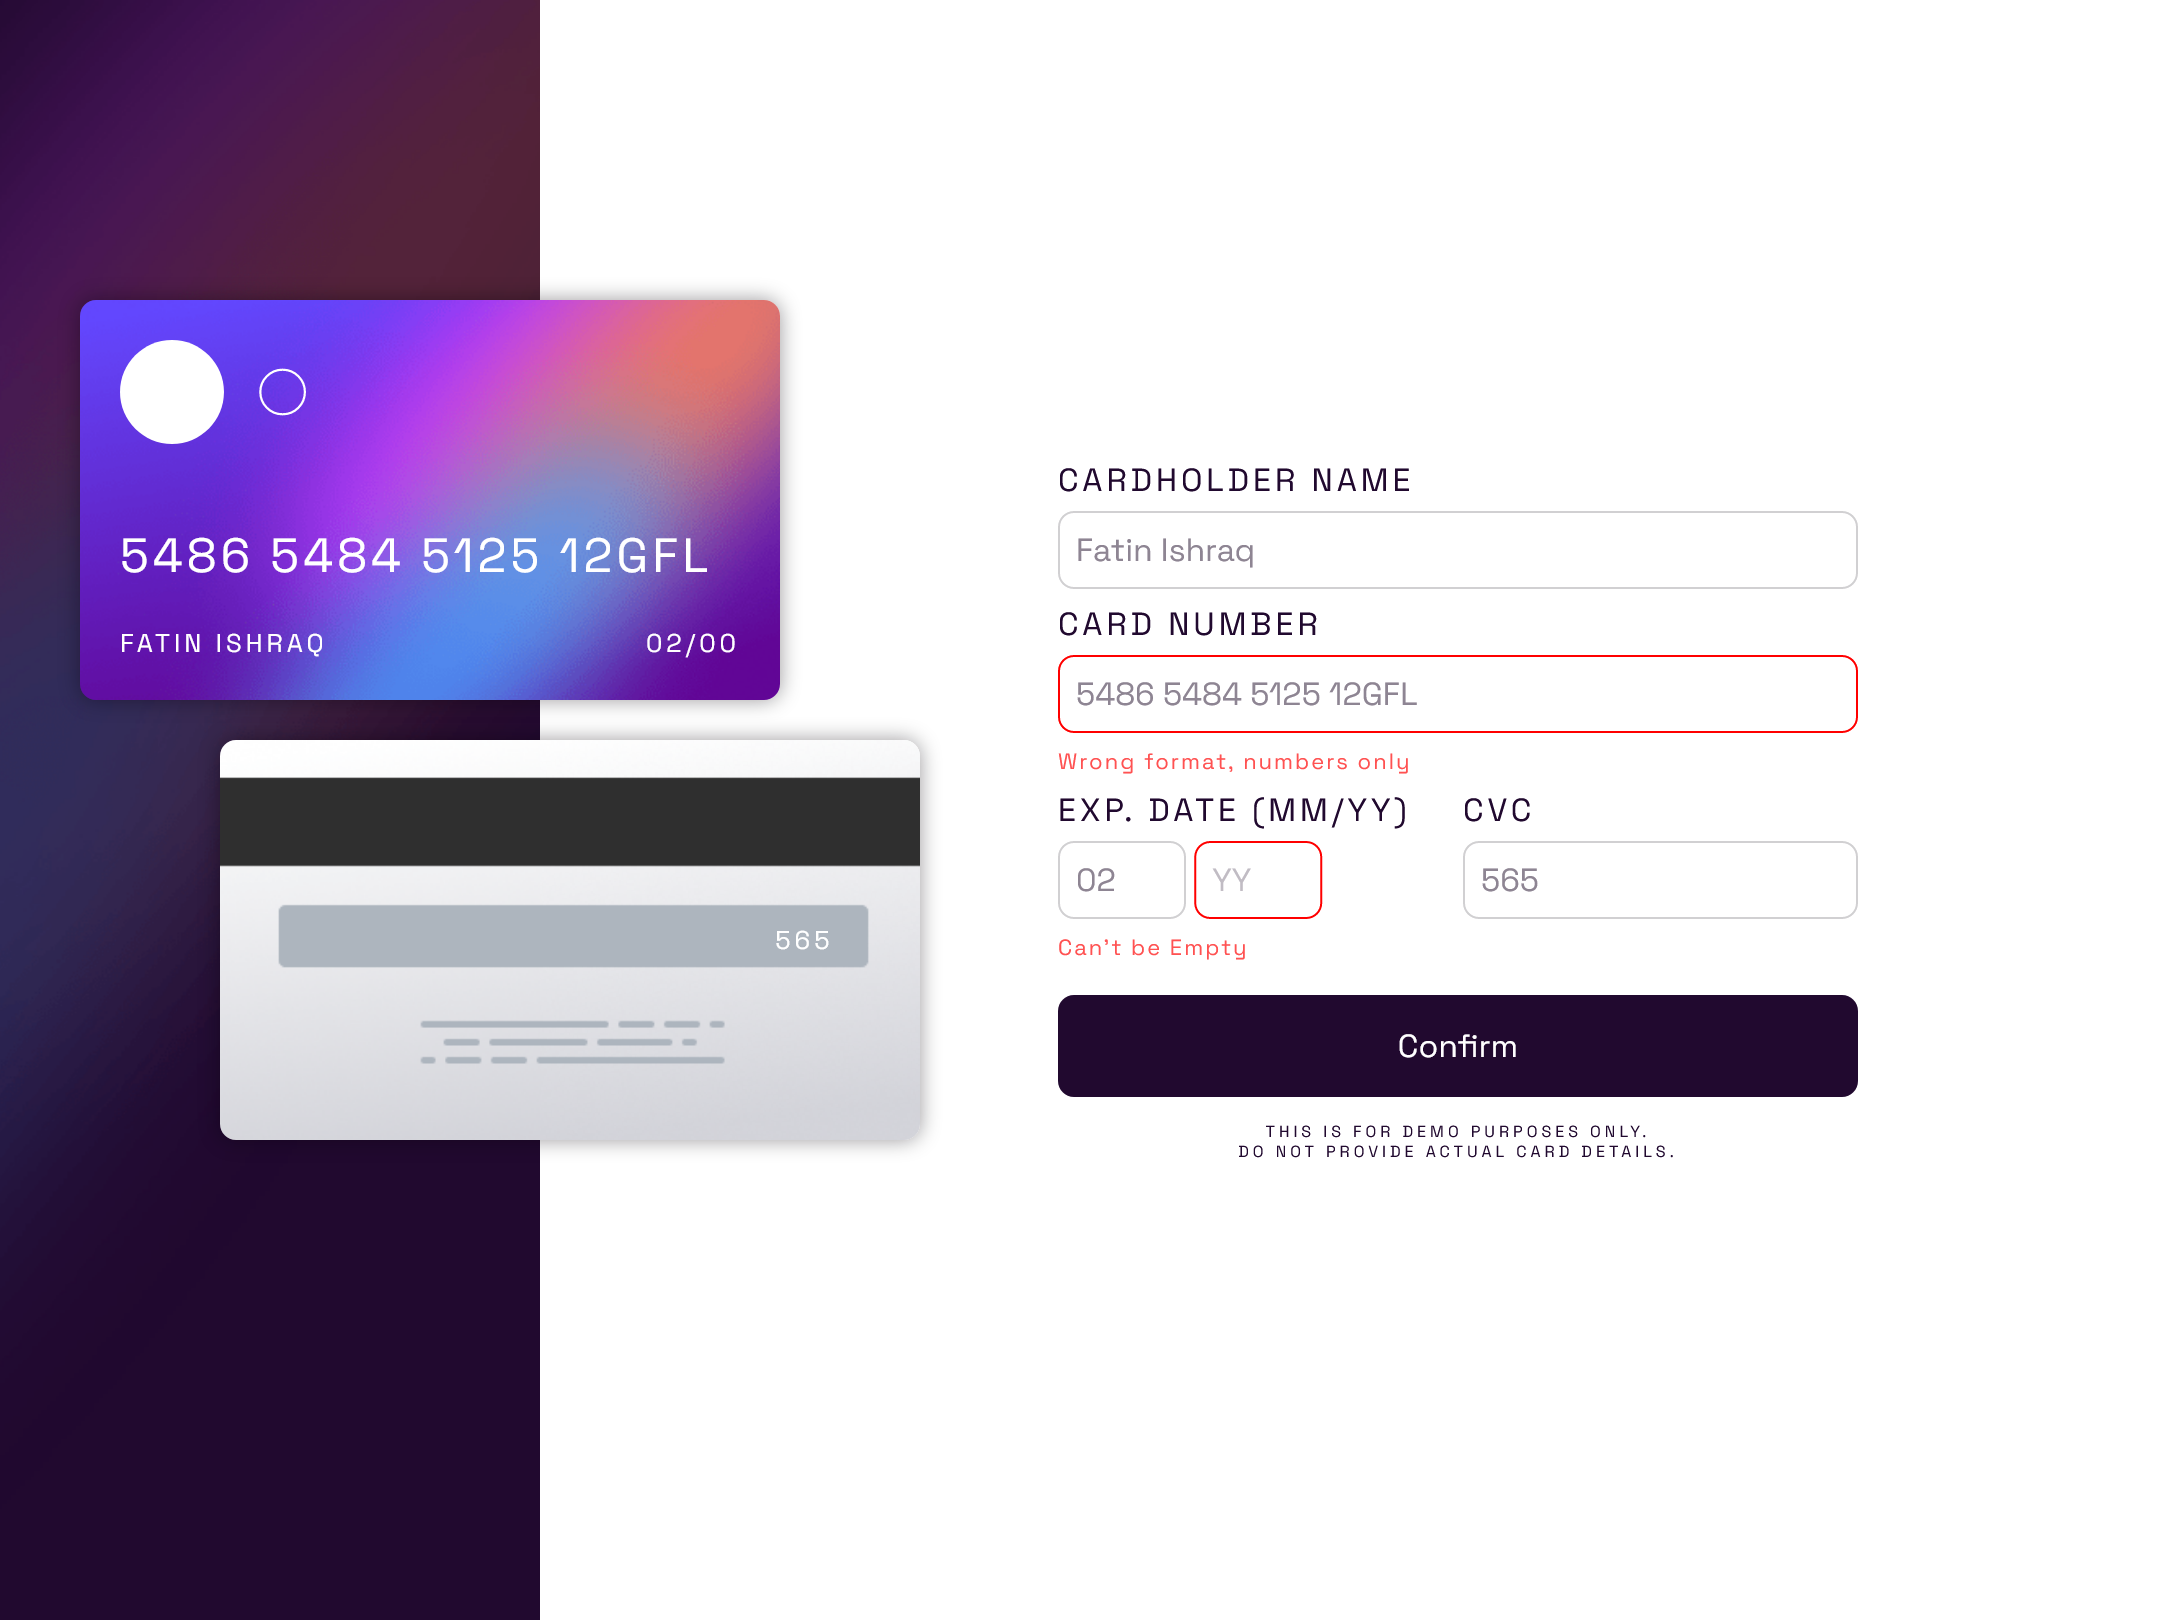 5486 5484 5125 12GFL
FATIN ISHRAQ 02/00
565
CARDHOLDER NAME
Fatin Ishraq
CARD NUMBER
5486 5484 5125 12GFL
Wrong format, numbers only
EXP. DATE (MM/YY) CVC
02 YY 565
Can't be Empty
Confirm
THIS IS FOR DEMO PURPOSES ONLY.
DO NOT PROVIDE ACTUAL CARD DETAILS.